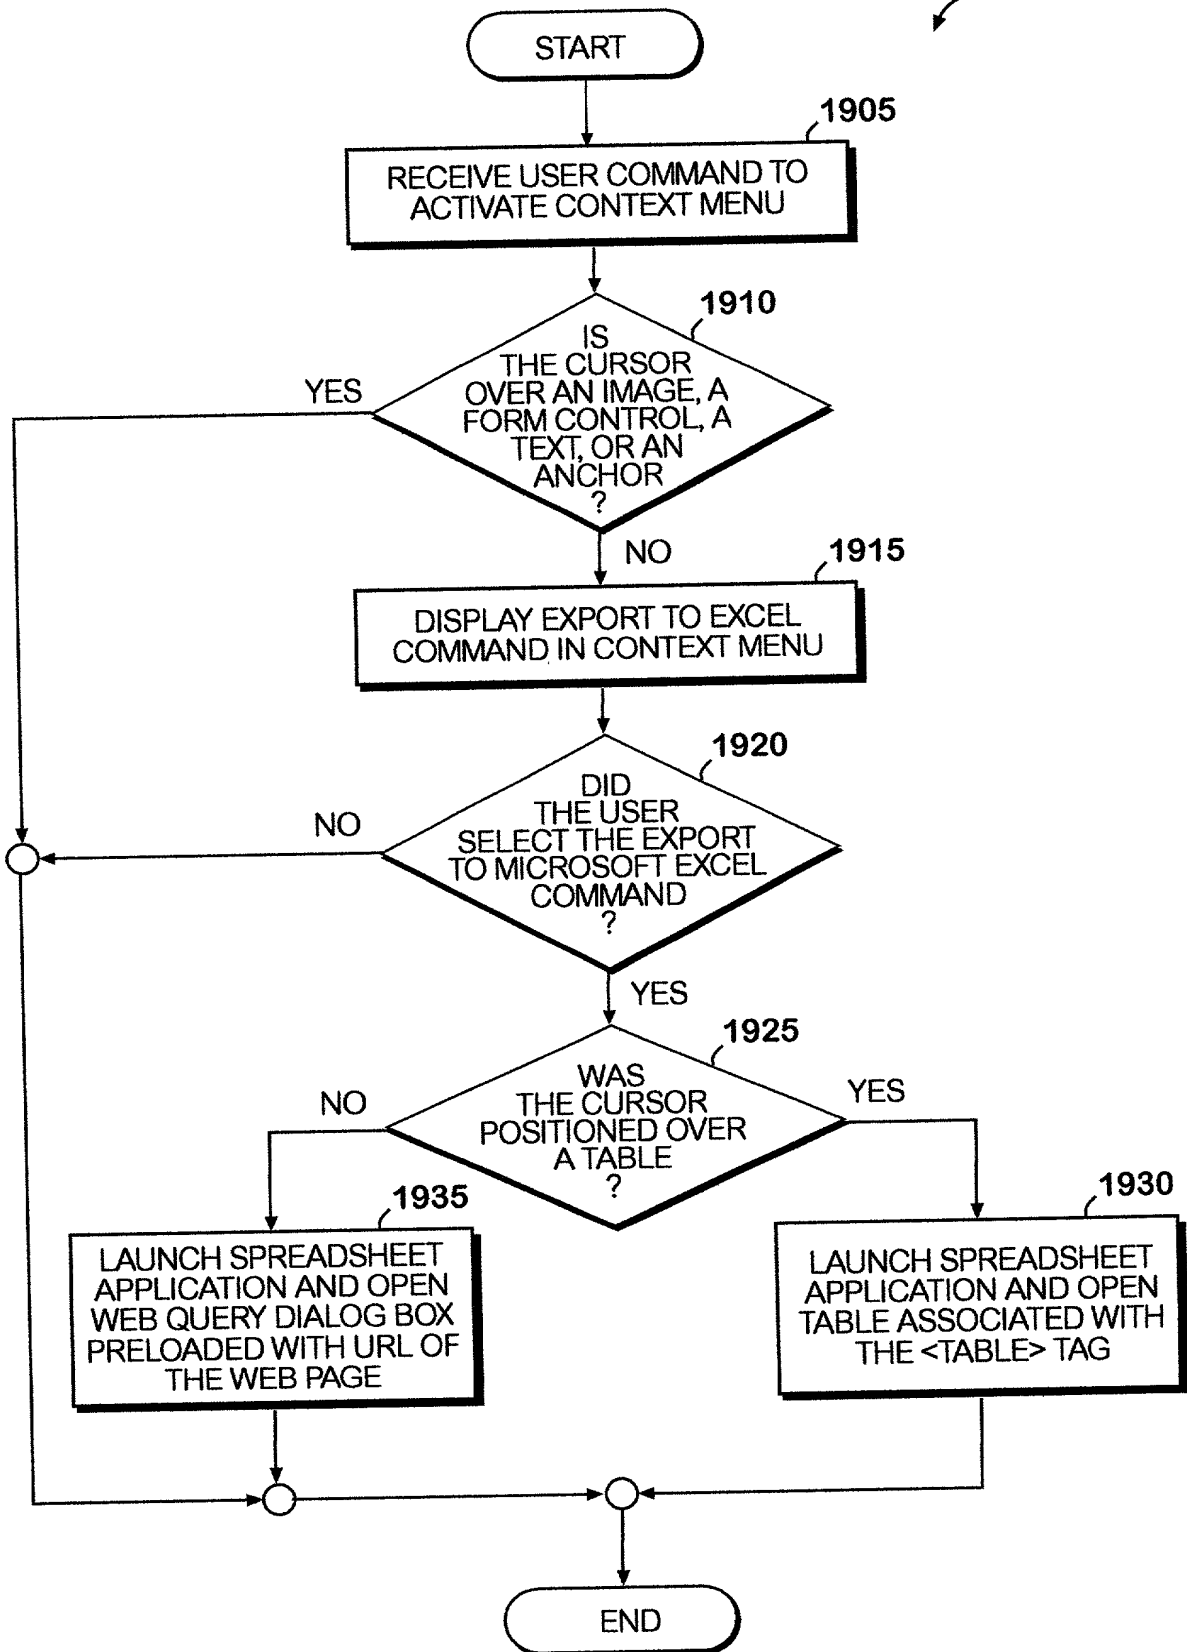 START
1905
RECEIVE USER COMMAND TO
ACTIVATE CONTEXT MENU
1910
IS
THE CURSOR
OVER AN IMAGE, A
FORM CONTROL, A
TEXT, OR AN
ANCHOR
?
YES
NO
1915
DISPLAY EXPORT TO EXCEL
COMMAND IN CONTEXT MENU
1920
DID
THE USER
SELECT THE EXPORT
TO MICROSOFT EXCEL
COMMAND
?
NO
YES
1925
WAS
THE CURSOR
POSITIONED OVER
A TABLE
?
NO
YES
1935
LAUNCH SPREADSHEET
APPLICATION AND OPEN
WEB QUERY DIALOG BOX
PRELOADED WITH URL OF
THE WEB PAGE
1930
LAUNCH SPREADSHEET
APPLICATION AND OPEN
TABLE ASSOCIATED WITH
THE <TABLE> TAG
END